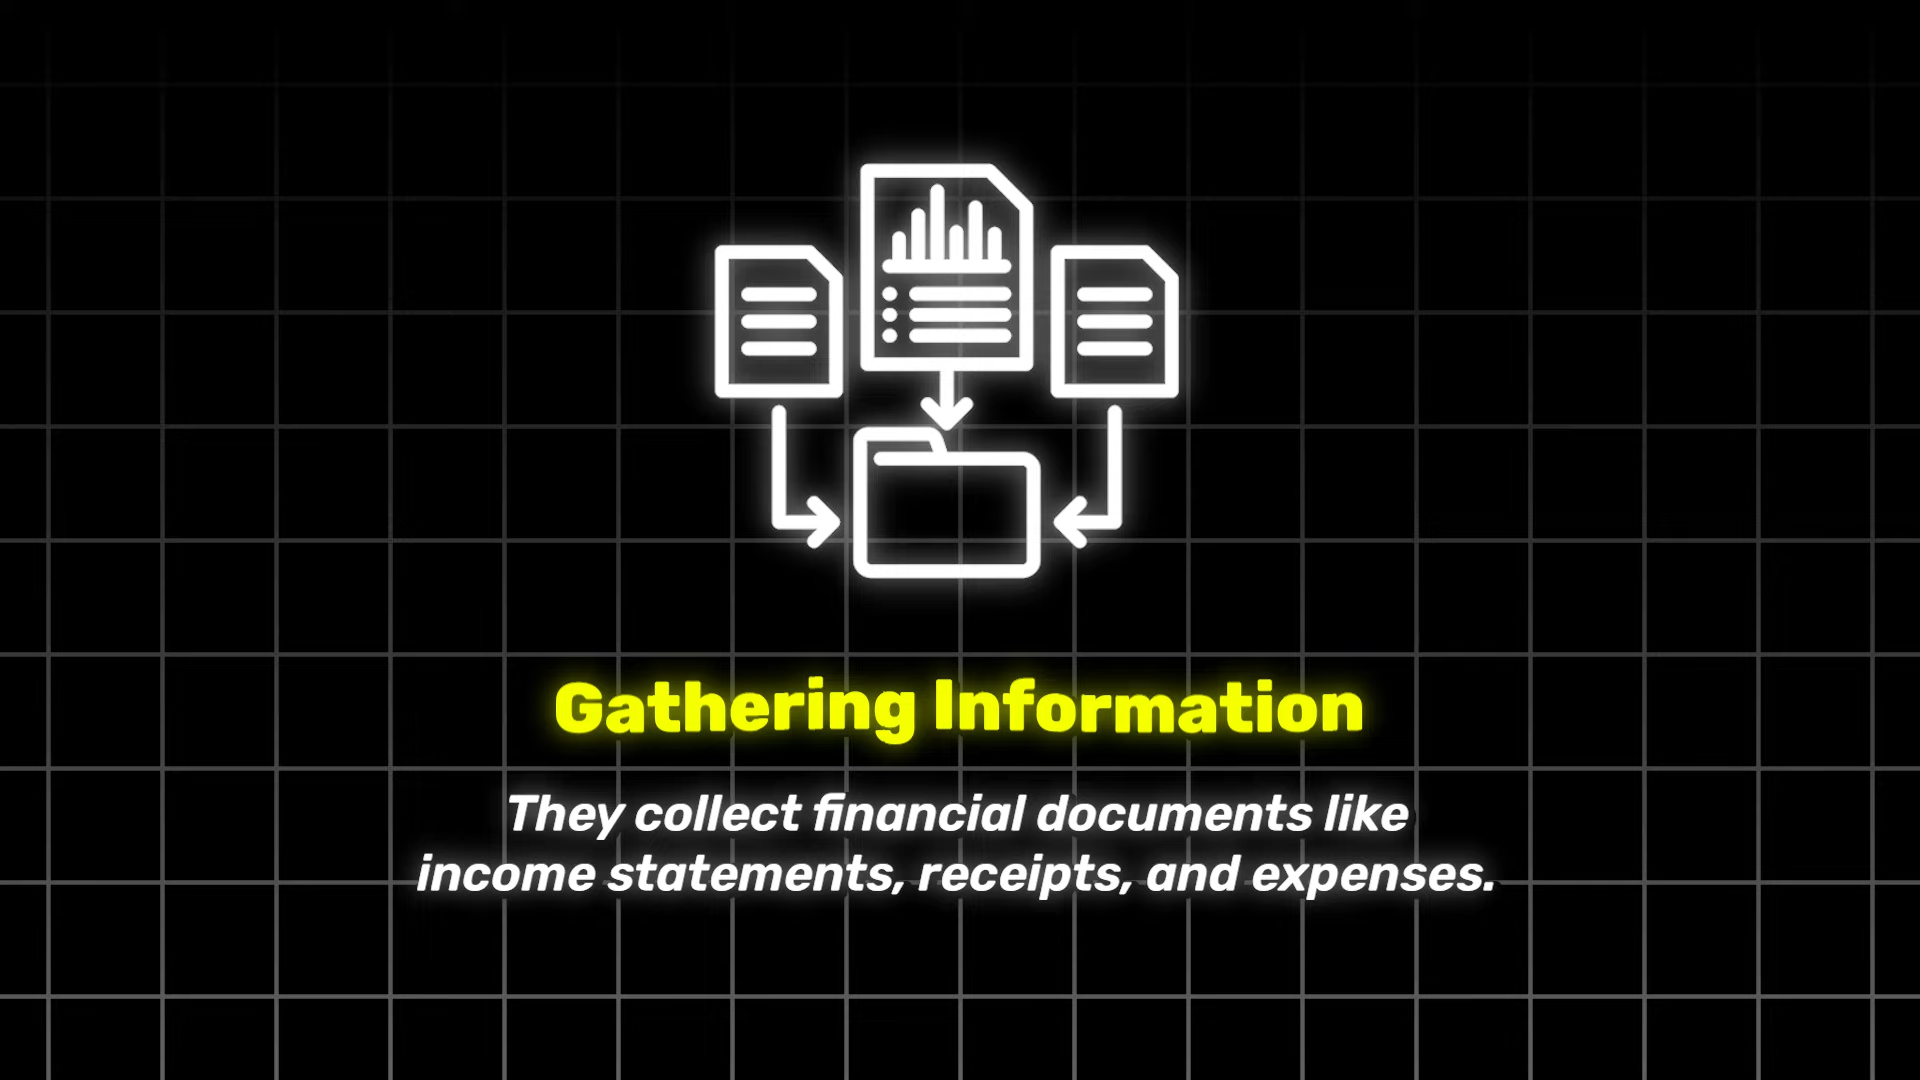 Gathering Information
They collect financial documents like
income statements, receipts, and expenses.